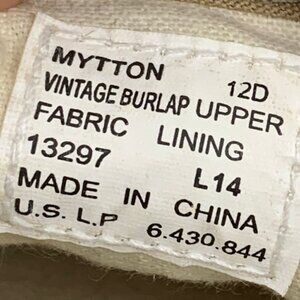 MYTTON 12D
VINTAGE BURLAP UPPER
FABRIC LINING
13297 L14
MADE IN CHINA
U.S. L.P 6.430.844